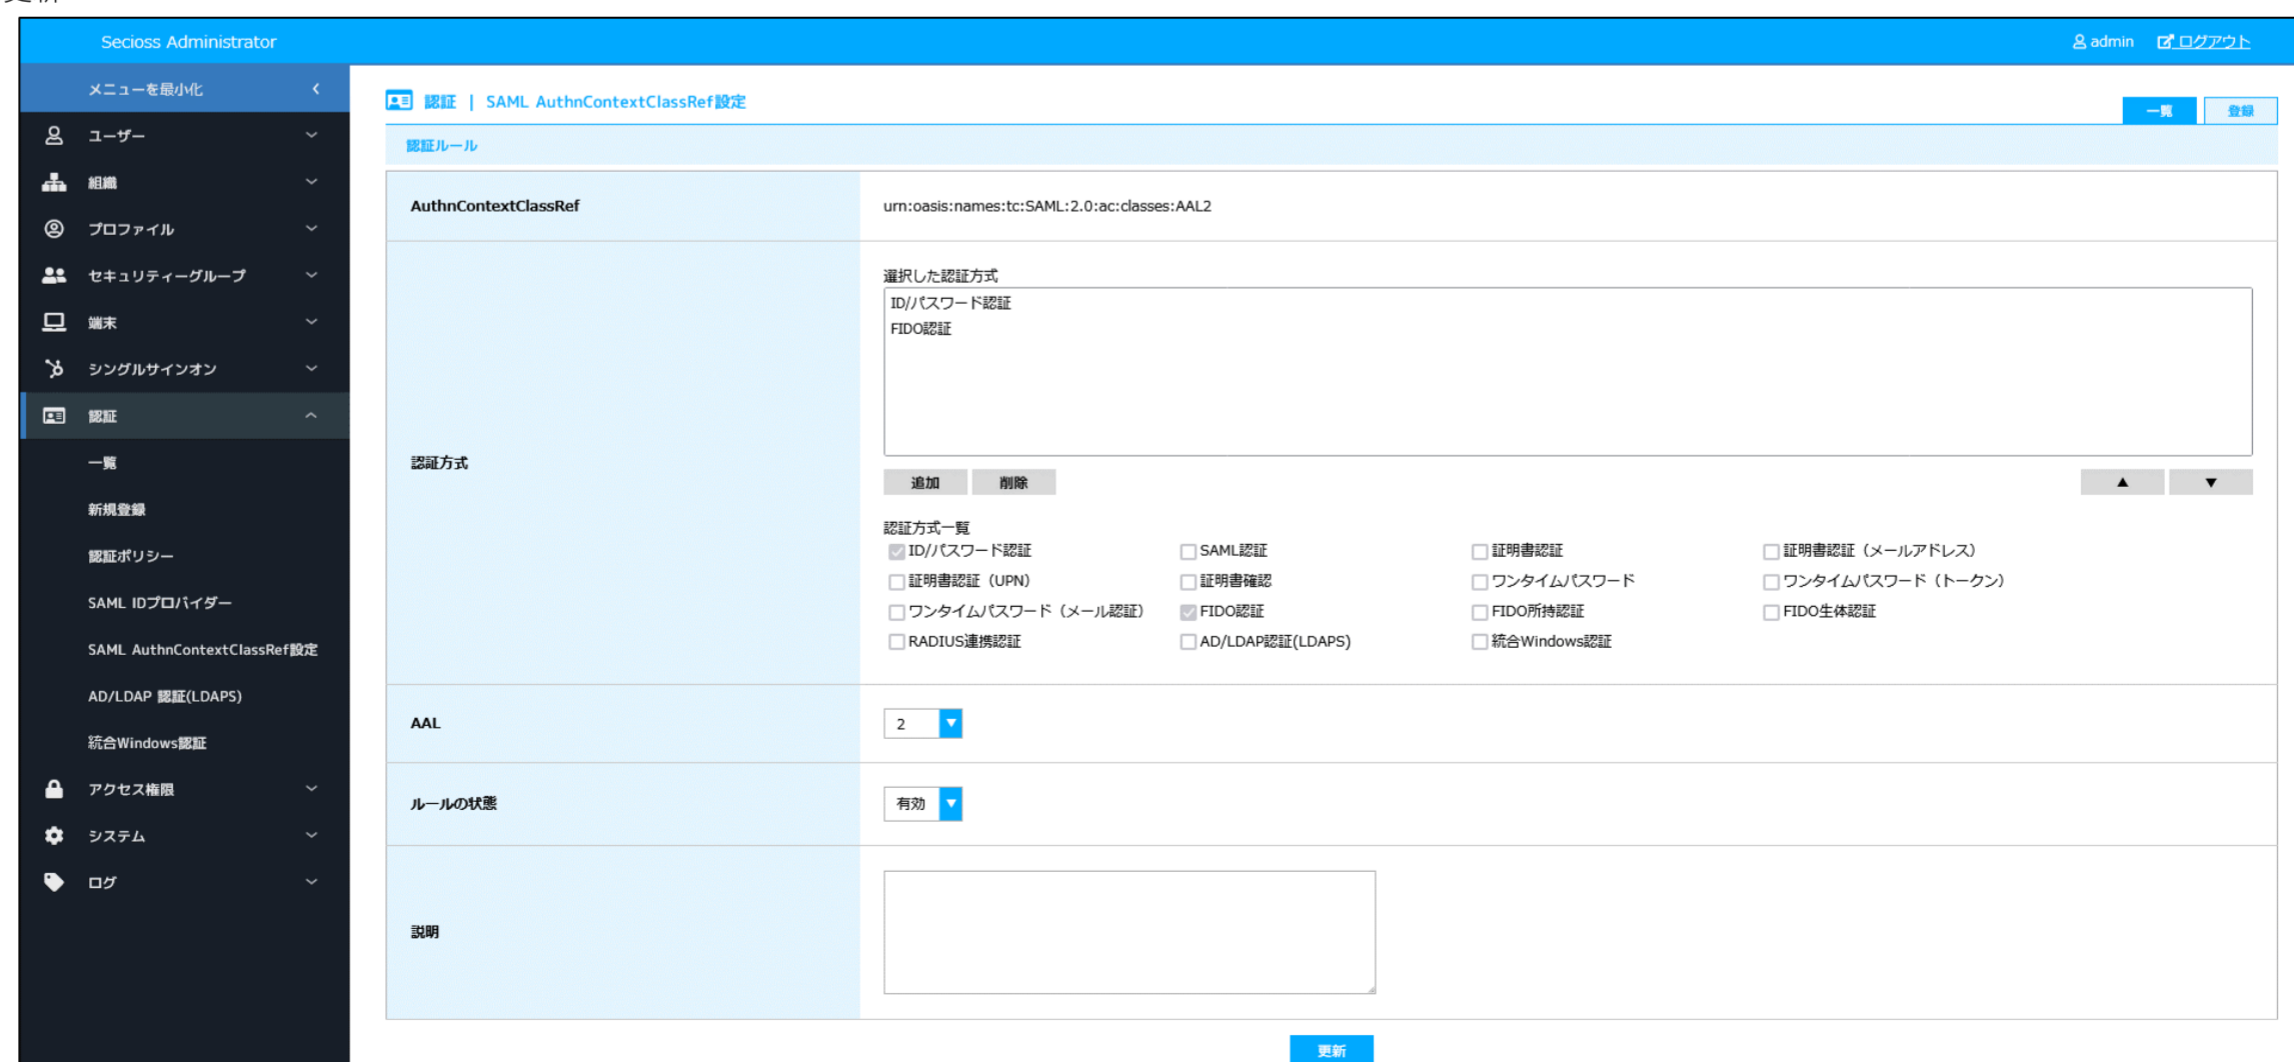 更新
Secioss Administrator
admin ログアウト
メニューを最小化
ユーザー
組織
プロファイル
セキュリティーグループ
端末
シングルサインオン
認証
一覧
新規登録
認証ポリシー
SAML IDプロバイダー
SAML AuthnContextClassRef設定
AD/LDAP 認証(LDAPS)
統合Windows認証
アクセス権限
システム
ログ
認証 | SAML AuthnContextClassRef設定
一覧 登録
認証ルール
AuthnContextClassRef urn:oasis:names:tc:SAML:2.0:ac:classes:AAL2
認証方式
選択した認証方式
ID/パスワード認証
FIDO認証
追加 削除 ▲ ▼
認証方式一覧
ID/パスワード認証 SAML認証 証明書認証 証明書認証（メールアドレス）
証明書認証（UPN） 証明書確認 ワンタイムパスワード ワンタイムパスワード（トークン）
ワンタイムパスワード（メール認証） FIDO認証 FIDO所持認証 FIDO生体認証
RADIUS連携認証 AD/LDAP認証(LDAPS) 統合Windows認証
AAL 2
ルールの状態 有効
説明
更新